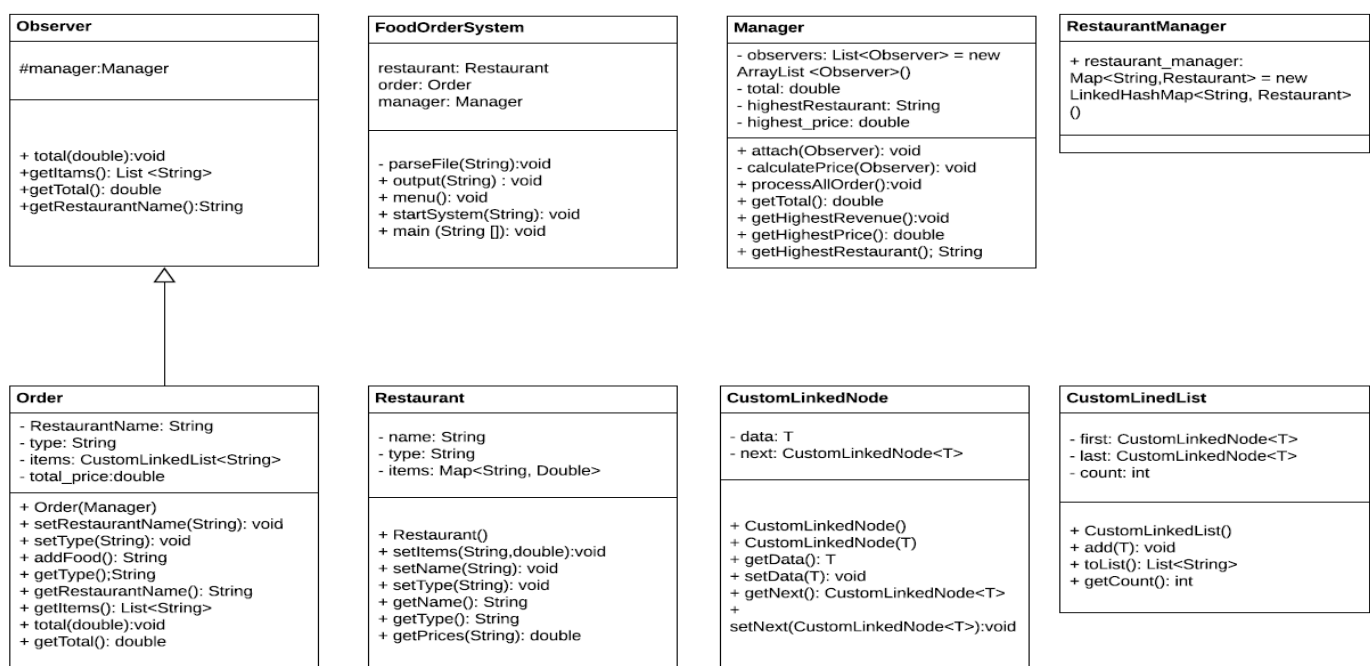 Observer
#manager:Manager
+ total(double):void
+getItams(): List <String>
+getTotal(): double
+getRestaurantName():String
FoodOrderSystem
restaurant: Restaurant
order: Order
manager: Manager
- parseFile(String):void
+ output(String) : void
+ menu(): void
+ startSystem(String): void
+ main (String []): void
Manager
- observers: List<Observer> = new
ArrayList <Observer>()
- total: double
- highestRestaurant: String
- highest_price: double
+ attach(Observer): void
- calculatePrice(Observer): void
+ processAllOrder():void
+ getTotal(): double
+ getHighestRevenue():void
+ getHighestPrice(): double
+ getHighestRestaurant(); String
RestaurantManager
+ restaurant_manager:
Map<String,Restaurant> = new
LinkedHashMap<String, Restaurant>
()
Order
- RestaurantName: String
- type: String
- items: CustomLinkedList<String>
- total_price:double
+ Order(Manager)
+ setRestaurantName(String): void
+ setType(String): void
+ addFood(): String
+ getType();String
+ getRestaurantName(): String
+ getItems(): List<String>
+ total(double):void
+ getTotal(): double
Restaurant
- name: String
- type: String
- items: Map<String, Double>
+ Restaurant()
+ setItems(String,double):void
+ setName(String): void
+ setType(String): void
+ getName(): String
+ getType(): String
+ getPrices(String): double
CustomLinkedNode
- data: T
- next: CustomLinkedNode<T>
+ CustomLinkedNode()
+ CustomLinkedNode(T)
+ getData(): T
+ setData(T): void
+ getNext(): CustomLinkedNode<T>
+
setNext(CustomLinkedNode<T>):void
CustomLinedList
- first: CustomLinkedNode<T>
- last: CustomLinkedNode<T>
- count: int
+ CustomLinkedList()
+ add(T): void
+ toList(): List<String>
+ getCount(): int